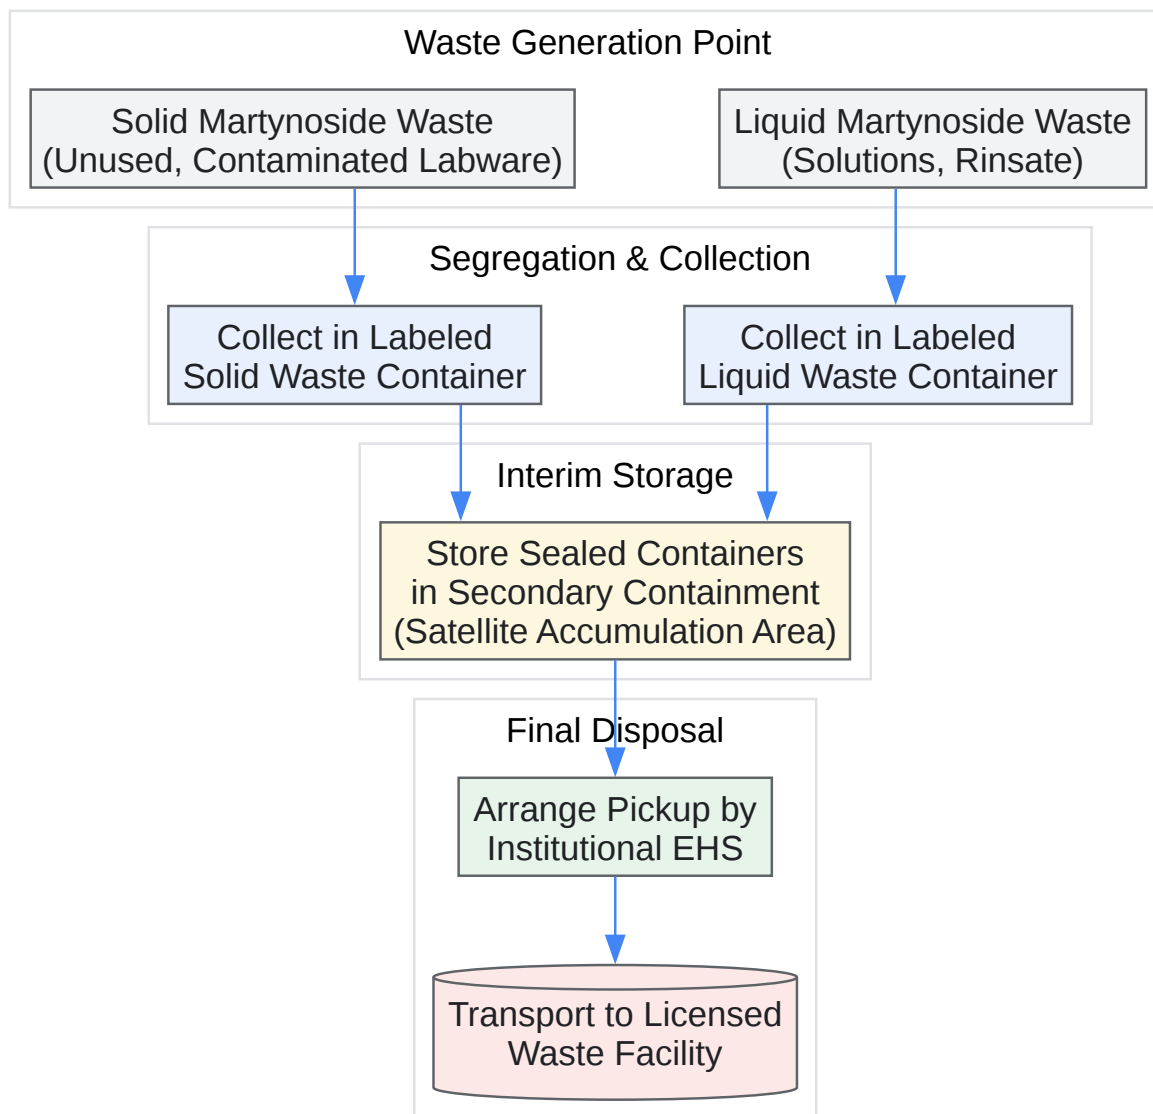 Waste Generation Point
Solid Martynoside Waste
(Unused, Contaminated Labware)
Liquid Martynoside Waste
(Solutions, Rinsate)
Segregation & Collection
Collect in Labeled
Solid Waste Container
Collect in Labeled
Liquid Waste Container
Interim Storage
Store Sealed Containers
in Secondary Containment
(Satellite Accumulation Area)
Final Disposal
Arrange Pickup by
Institutional EHS
Transport to Licensed
Waste Facility